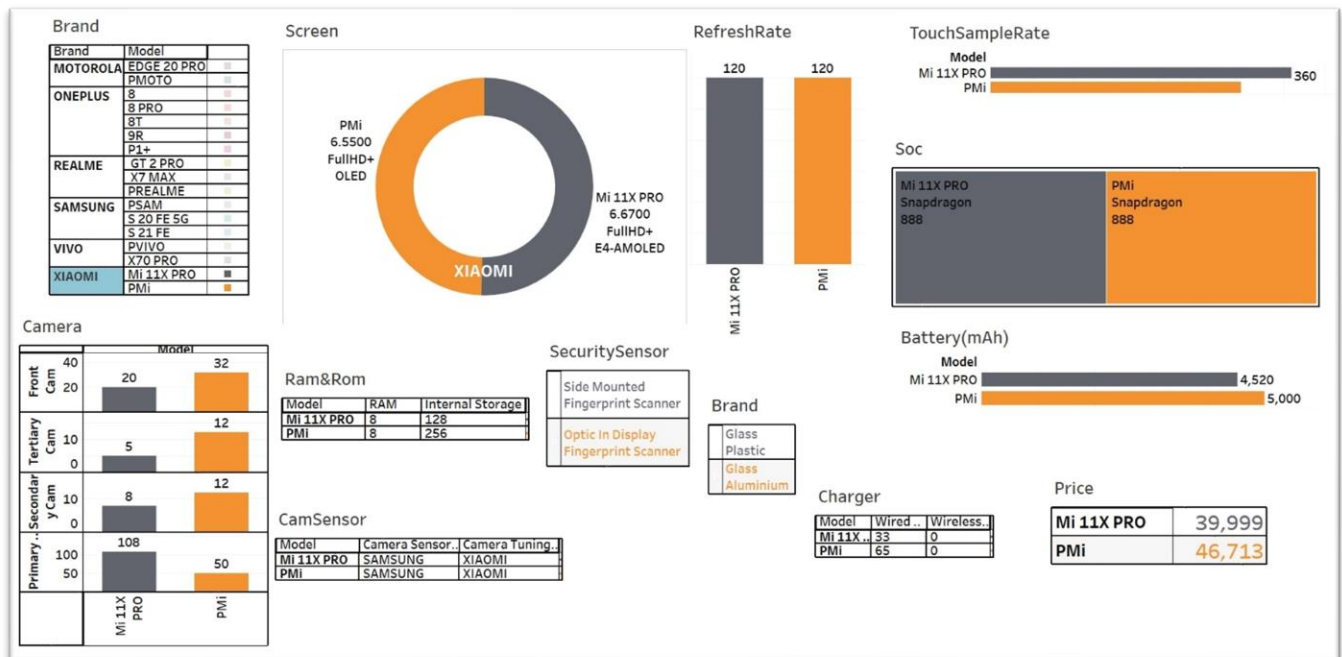 Brand
Brand Model
MOTOROLA EDGE 20 PRO
PMOTO
ONEPLUS 8
8 PRO
8T
9R
P1+
REALME GT 2 PRO
X7 MAX
PREALME
SAMSUNG PSAM
S 20 FE 5G
S 21 FE
VIVO PVIVO
X70 PRO
XIAOMI Mi 11X PRO
PMi
Screen
PMi
6.5500
FullHD+
OLED
Mi 11X PRO
6.6700
FullHD+
E4-AMOLED
XIAOMI
RefreshRate
120 120
Mi 11X PRO
PMi
TouchSampleRate
Model
Mi 11X PRO 360
PMi
Soc
Mi 11X PRO
Snapdragon
888
PMi
Snapdragon
888
Camera
Model
Front
Cam
40
20
20 32
Tertiary
Cam
10
0
5 12
Secondar
y Cam
10
0
8 12
Primary ..
100
50
108 50
Mi 11X
PRO
PMi
Ram&Rom
Model RAM Internal Storage
Mi 11X PRO 8 128
PMi 8 256
CamSensor
Model Camera Sensor.. Camera Tuning..
Mi 11X PRO SAMSUNG XIAOMI
PMi SAMSUNG XIAOMI
SecuritySensor
Side Mounted
Fingerprint Scanner
Optic In Display
Fingerprint Scanner
Brand
Glass
Plastic
Glass
Aluminium
Battery(mAh)
Model
Mi 11X PRO 4,520
PMi 5,000
Charger
Model Wired .. Wireless..
Mi 11X .. 33 0
PMi 65 0
Price
Mi 11X PRO 39,999
PMi 46,713